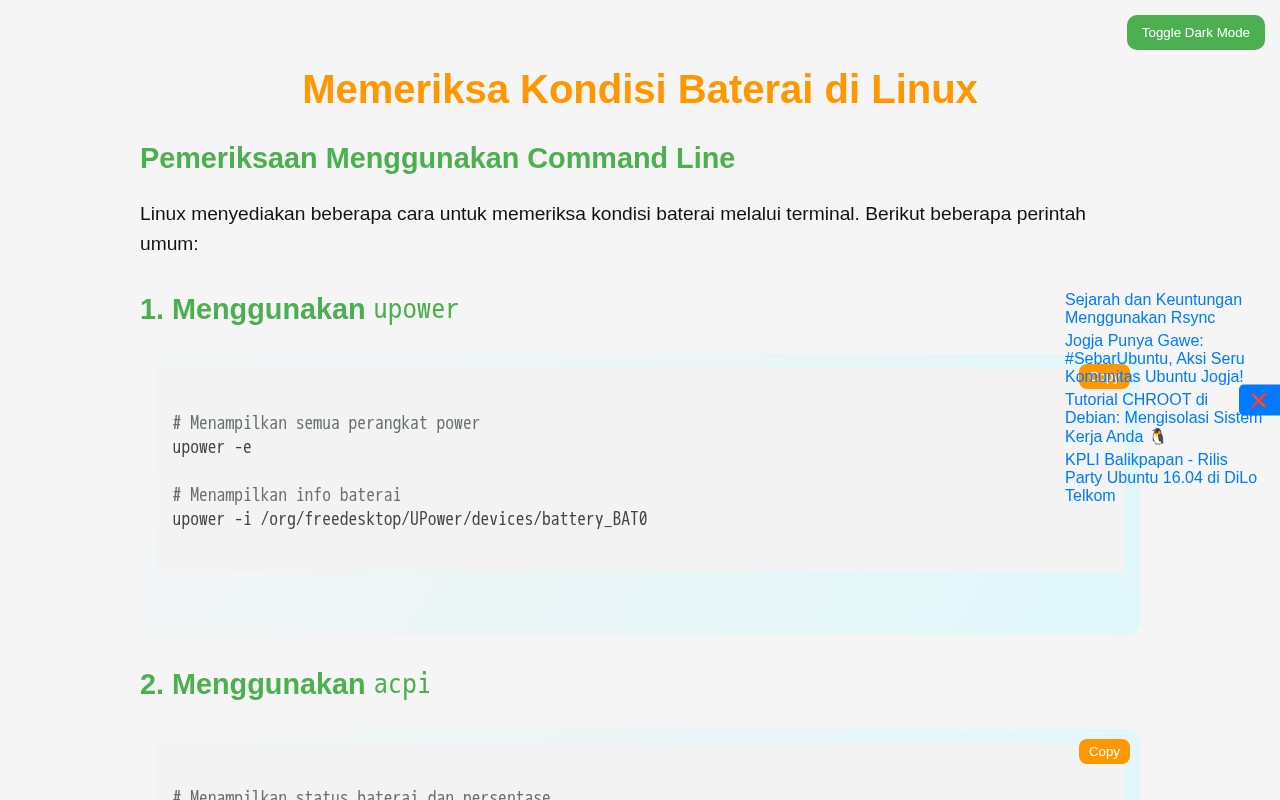 Toggle Dark Mode
Memeriksa Kondisi Baterai di Linux
Pemeriksaan Menggunakan Command Line
Linux menyediakan beberapa cara untuk memeriksa kondisi baterai melalui terminal. Berikut beberapa perintah
umum:
1. Menggunakan upower
# Menampilkan semua perangkat power
upower -e
# Menampilkan info baterai
upower -i /org/freedesktop/UPower/devices/battery_BAT0
Sejarah dan Keuntungan
Menggunakan Rsync
Jogja Punya Gawe:
#SebarUbuntu, Aksi Seru
Komunitas Ubuntu Jogja!
Tutorial CHROOT di
Debian: Mengisolasi Sistem
Kerja Anda 🐧
KPLI Balikpapan - Rilis
Party Ubuntu 16.04 di DiLo
Telkom
2. Menggunakan acpi
Copy
# Menampilkan status baterai dan persentase